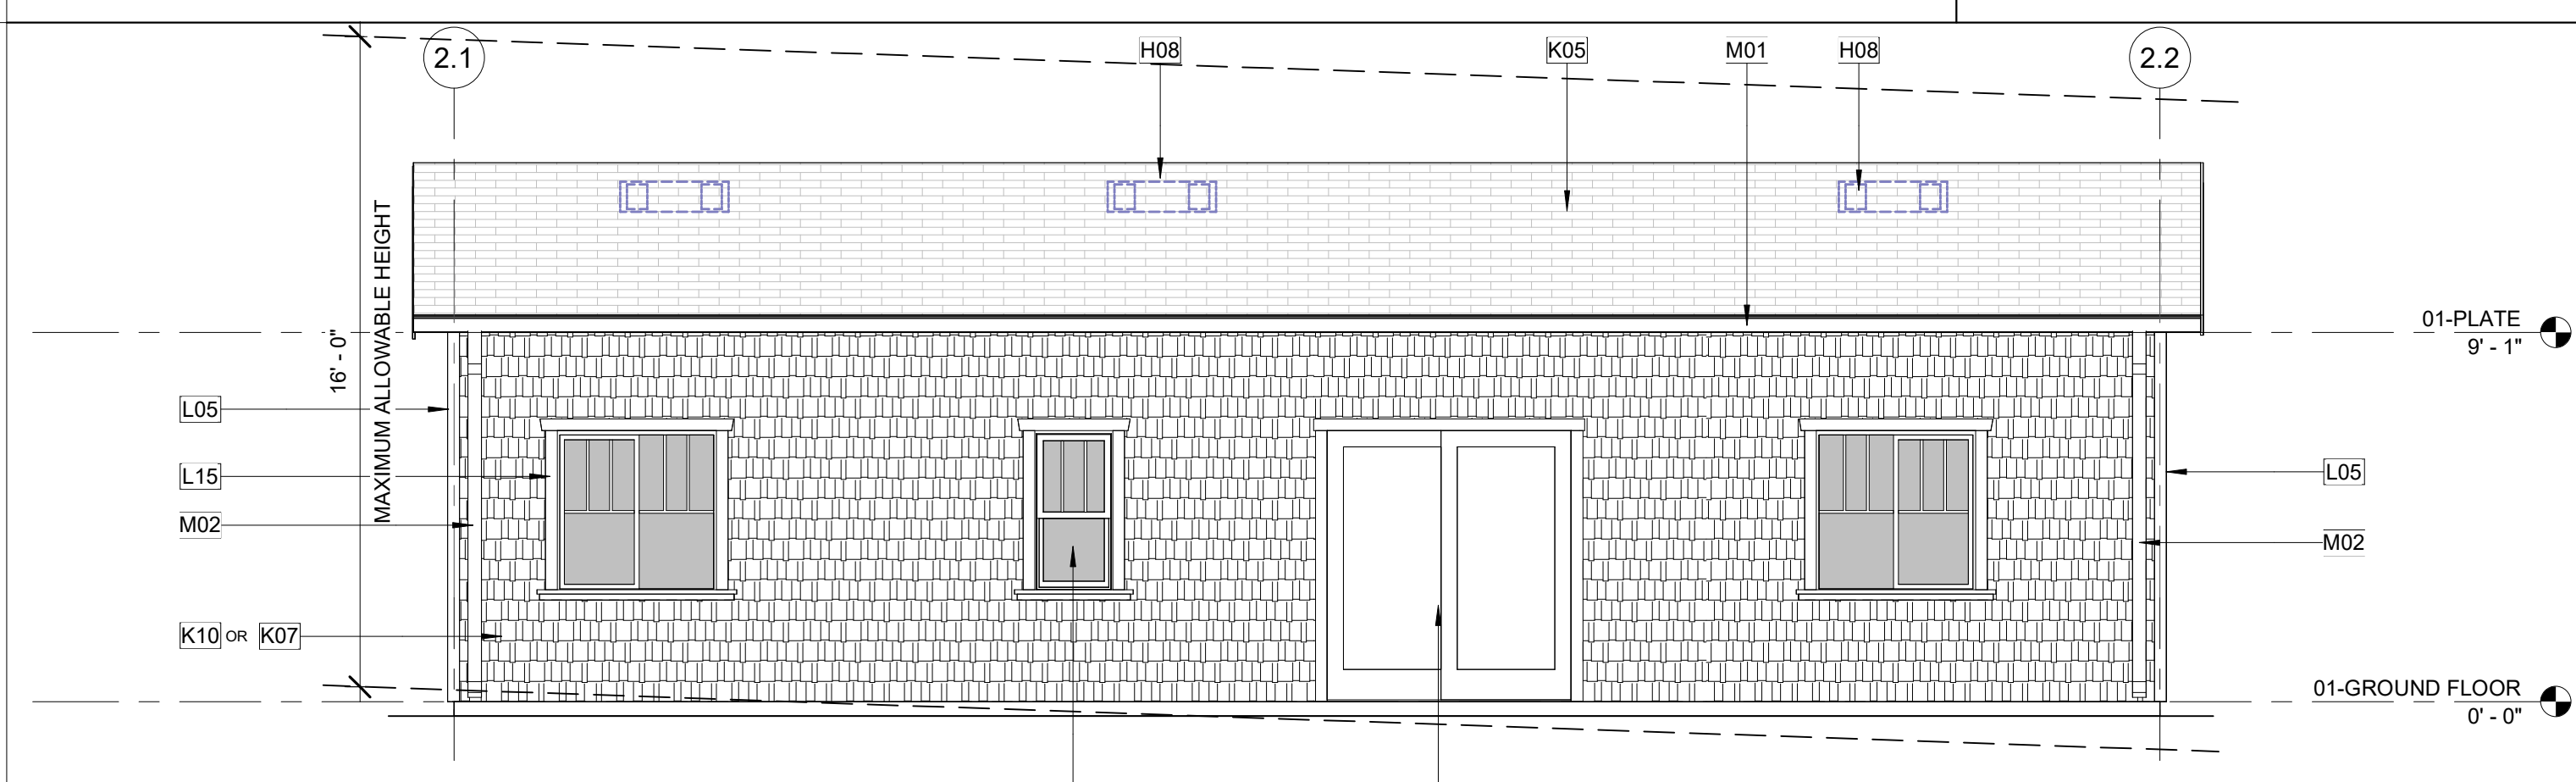 2.1
H08
K05
M01
H08
2.2
MAXIMUM ALLOWABLE HEIGHT
16' - 0"
01-PLATE
9' - 1"
L05
L15
M02
K10 OR K07
L05
M02
01-GROUND FLOOR
0' - 0"